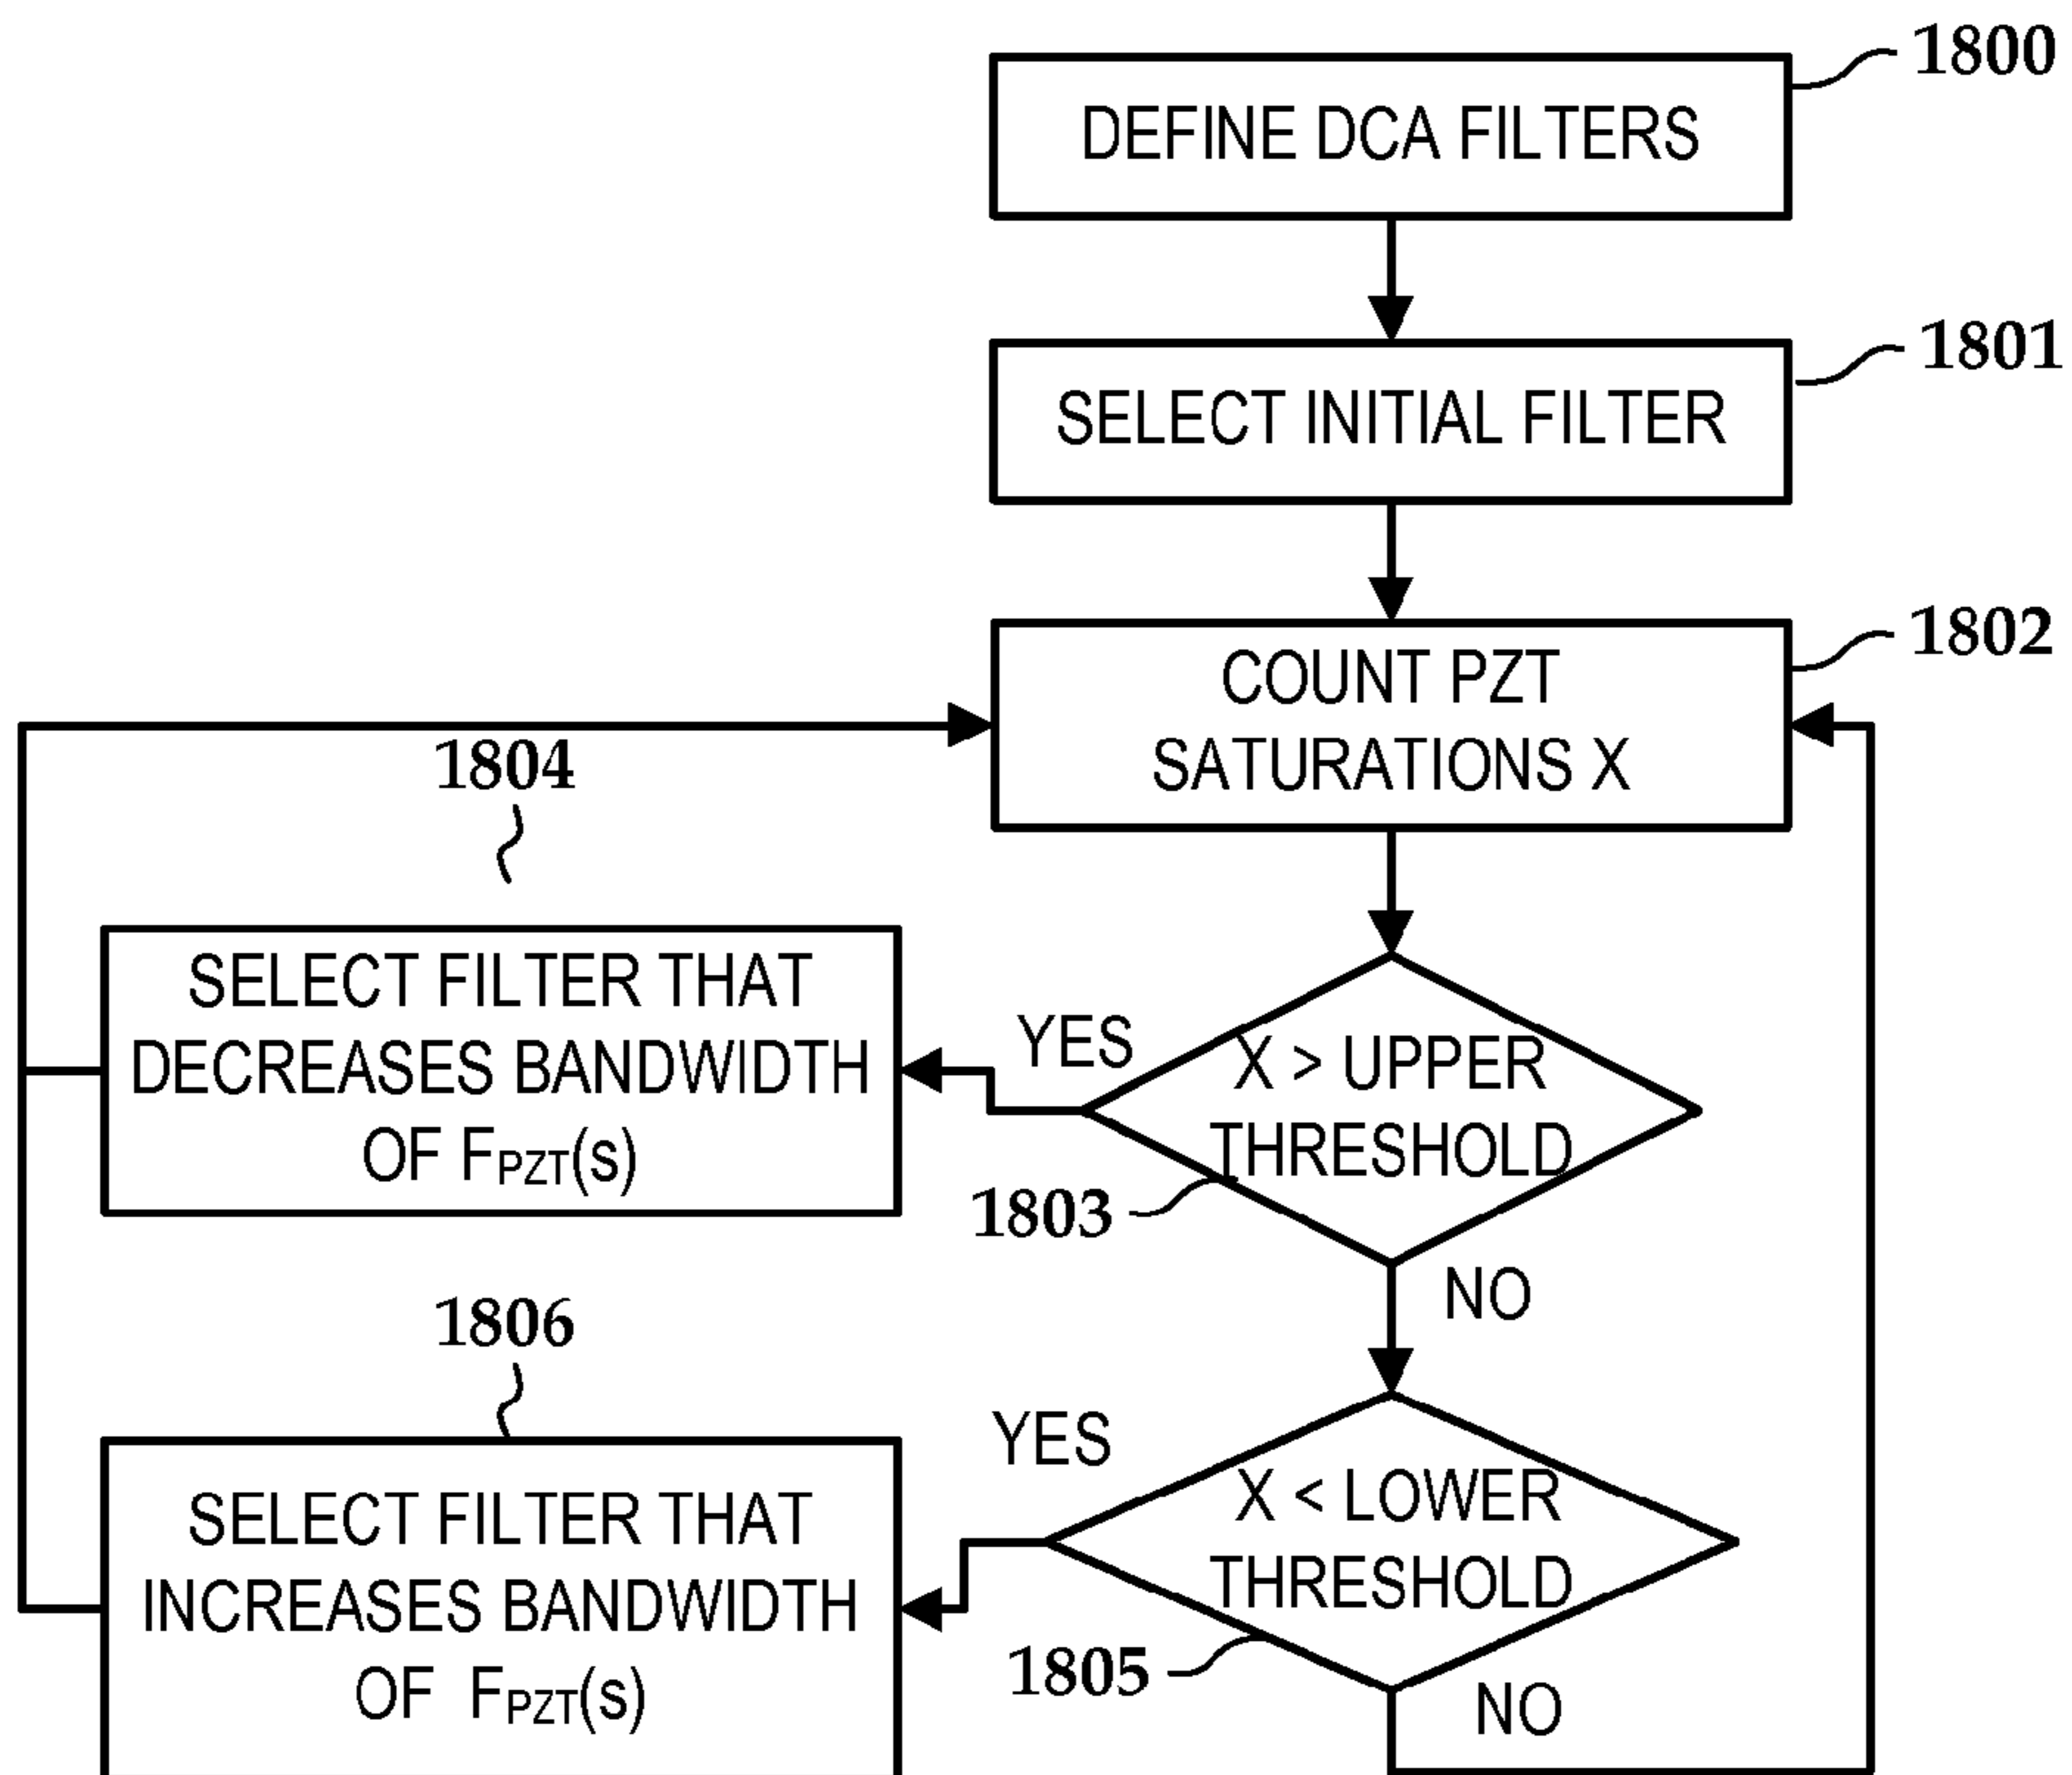 1800
DEFINE DCA FILTERS
1801
SELECT INITIAL FILTER
1802
COUNT PZT
SATURATIONS X
1804
SELECT FILTER THAT
DECREASES BANDWIDTH
OF FPZT(s)
YES
X > UPPER
THRESHOLD
1803
NO
1806
SELECT FILTER THAT
INCREASES BANDWIDTH
OF FPZT(s)
YES
X < LOWER
THRESHOLD
1805
NO